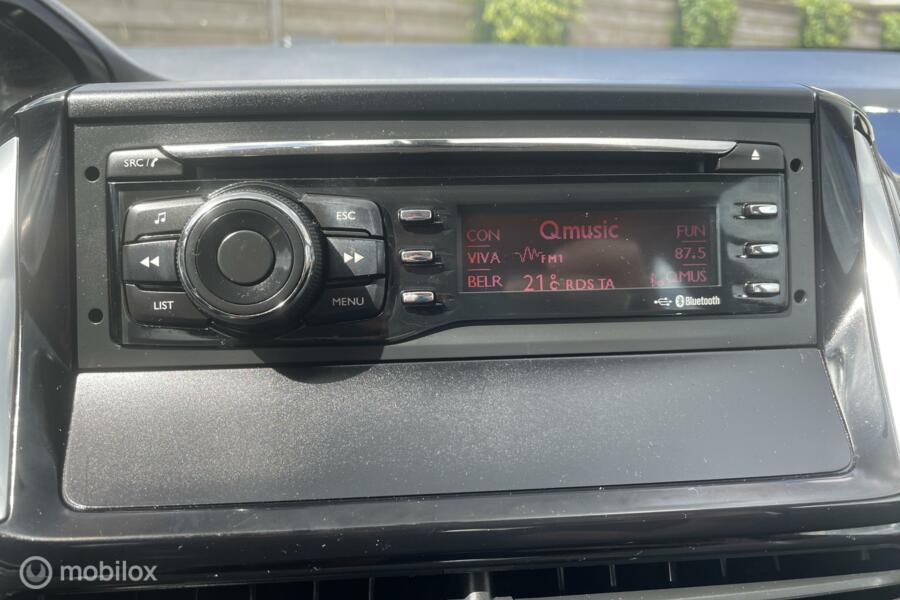 SRC/
ESC
LIST
MENU
CON
Qmusic
FUN
VIVA
FM1
87.5
BELR
21°C RDS TA
QMUS
Bluetooth
mobilox